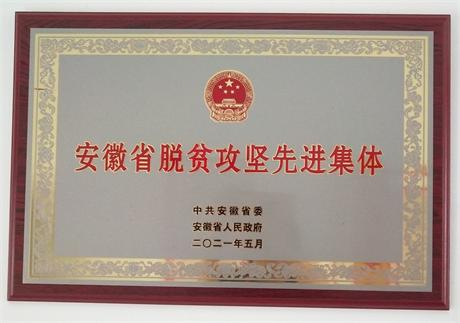 安徽省脱贫攻坚先进集体
中共安徽省委
安徽省人民政府
二〇二一年五月